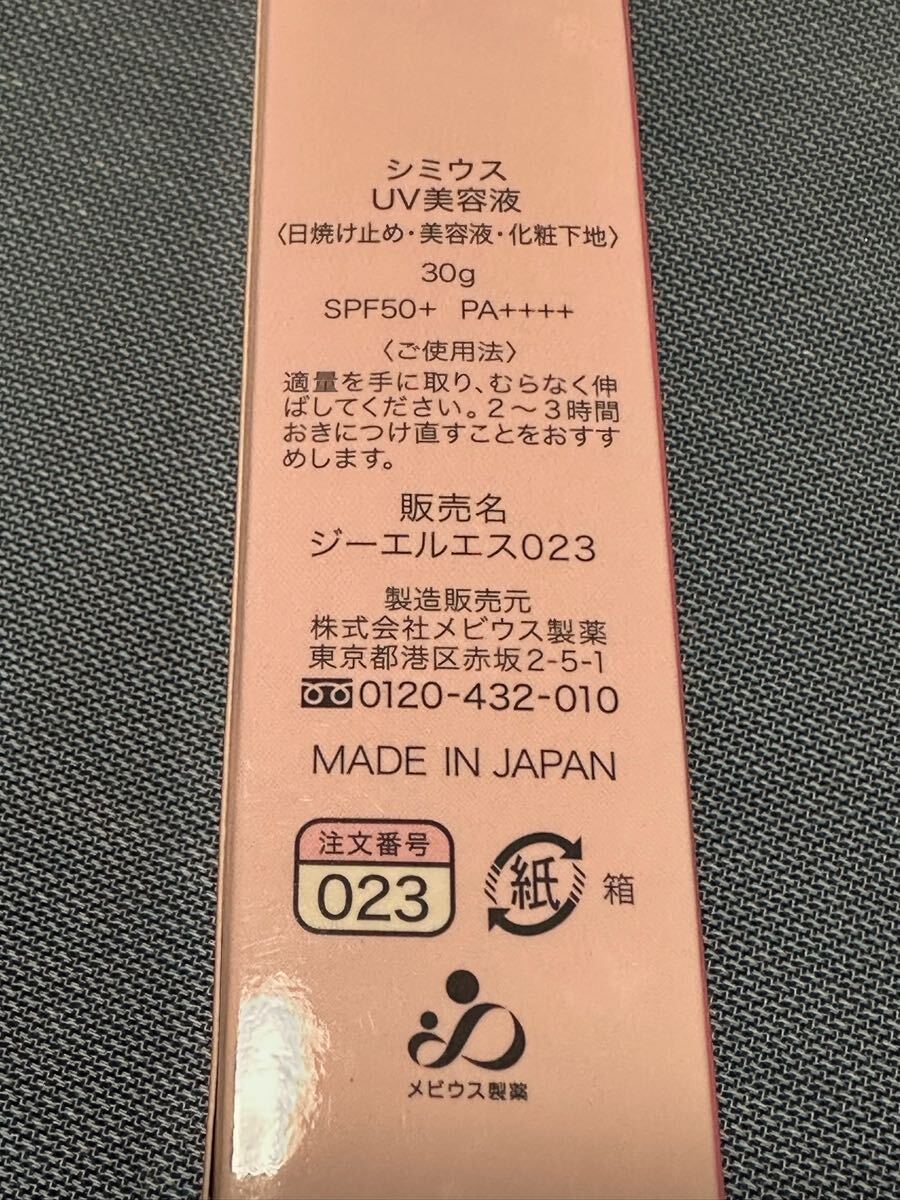 シミウス
UV美容液
〈日焼け止め・美容液・化粧下地〉
30g
SPF50+ PA++++
〈ご使用法〉
適量を手に取り、むらなく伸
ばしてください。2〜3時間
おきにつけ直すことをおすす
めします。
販売名
ジーエルエス023
製造販売元
株式会社メビウス製薬
東京都港区赤坂2-5-1
0120-432-010
MADE IN JAPAN
注文番号
023
紙
箱
メビウス製薬